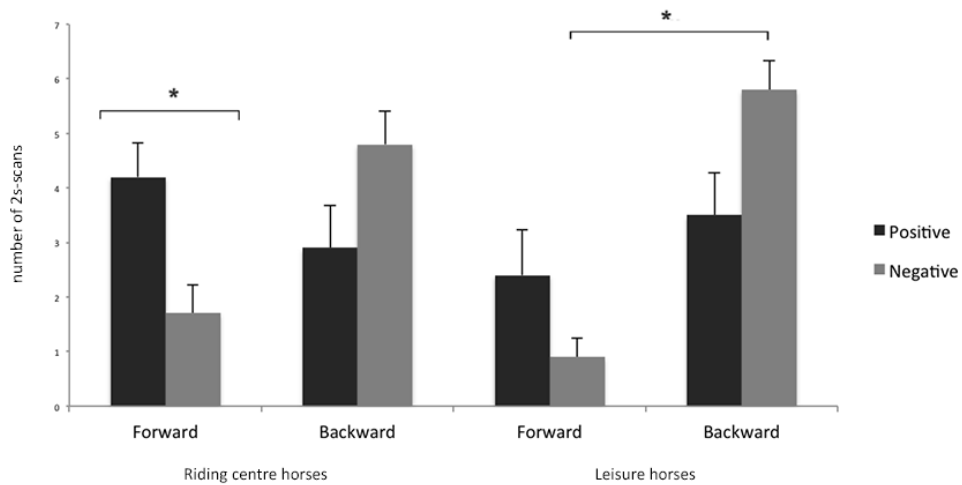 number of 2s-scans
7
6
5
4
3
2
1
0
*
*
Positive
Negative
Forward Backward Forward Backward
Riding centre horses Leisure horses